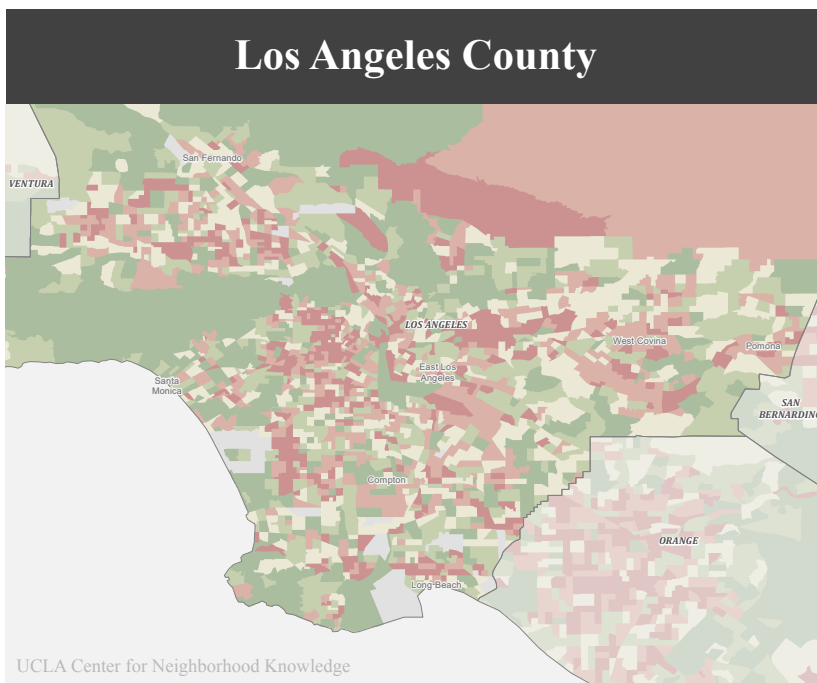 Los Angeles County
San Fernando
VENTURA
LOS ANGELES
West Covina
Pomona
East Los
Angeles
Santa
Monica
SAN
BERNARDINO
Compton
ORANGE
Long Beach
UCLA Center for Neighborhood Knowledge